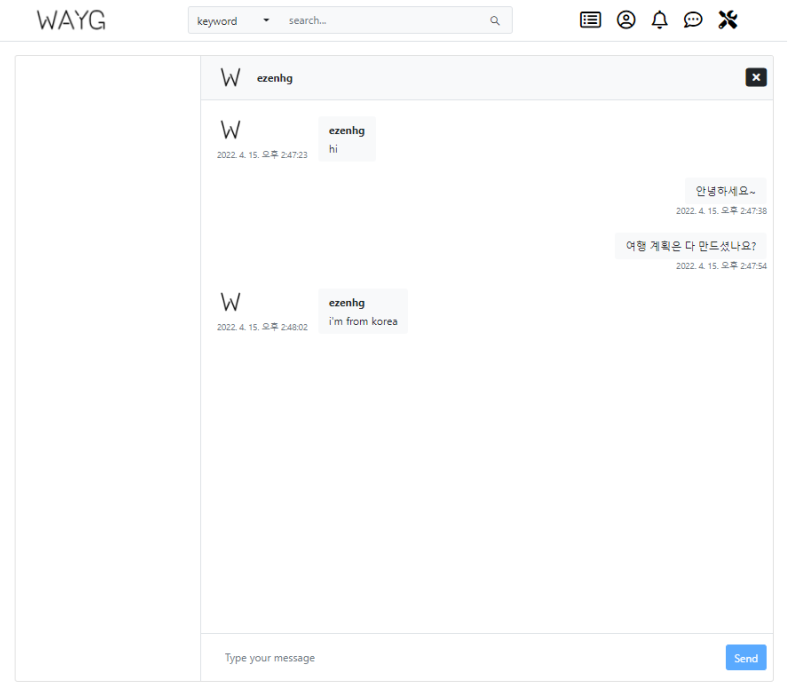 WAYG
keyword search...
W ezenhg
W ezenhg
hi
2022. 4. 15. 오후 2:47:23
안녕하세요~
2022. 4. 15. 오후 2:47:38
여행 계획은 다 만드셨나요?
2022. 4. 15. 오후 2:47:54
W ezenhg
i'm from korea
2022. 4. 15. 오후 2:48:02
Type your message Send